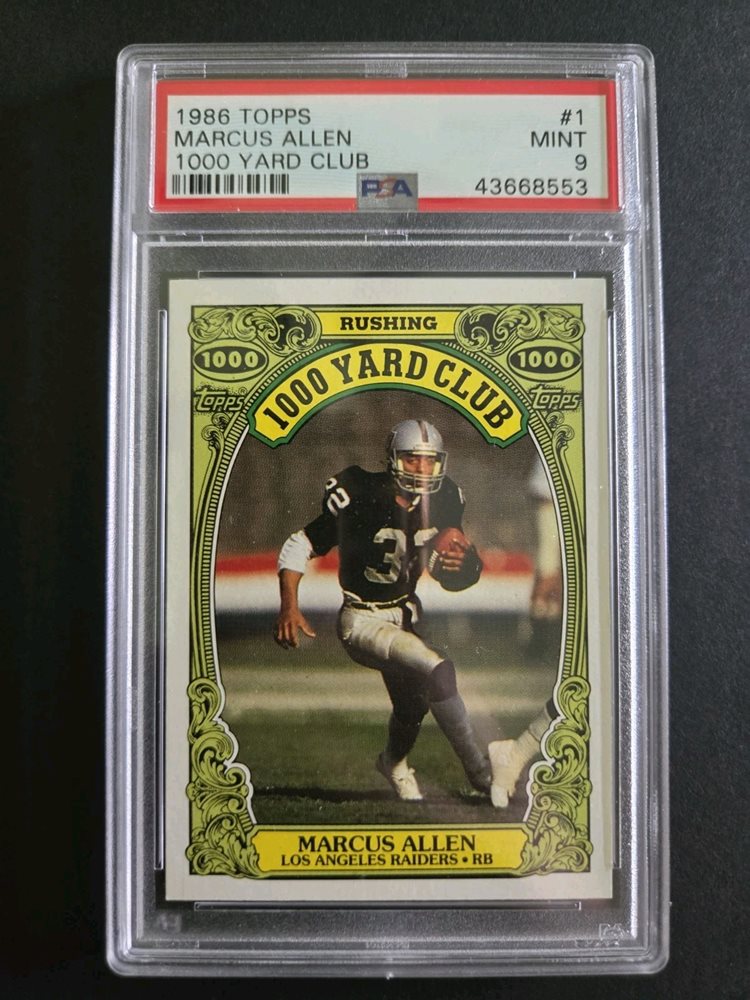 1986 TOPPS #1
MARCUS ALLEN MINT
1000 YARD CLUB 9
PSA 43668553
RUSHING
1000 1000
1000 YARD CLUB
topps topps
32
32
MARCUS ALLEN
LOS ANGELES RAIDERS • RB